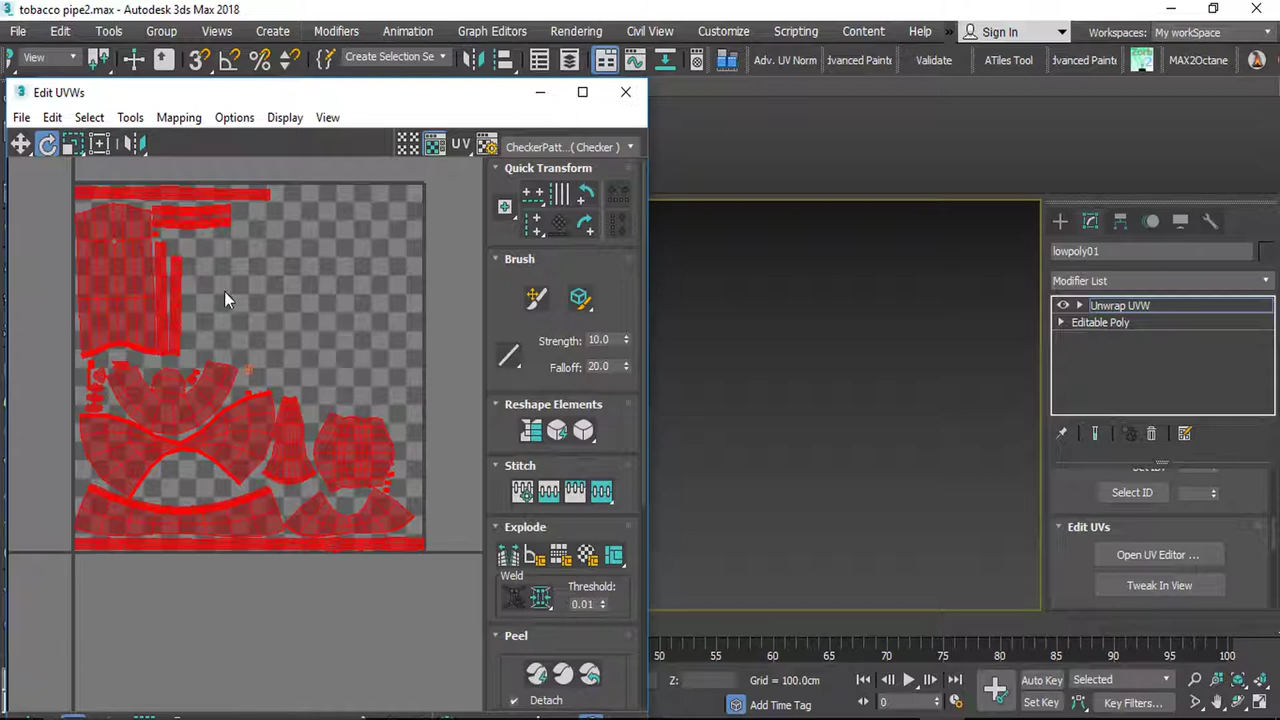 tobacco pipe2.max - Autodesk 3ds Max 2018
File Edit Tools Group Views Create Modifiers Animation Graph Editors Rendering Civil View Customize Scripting Content Help » Sign In Workspaces: My workSpace
View Create Selection Se Adv. UV Norm dvanced Painte Validate ATiles Tool dvanced Painte MAX2Octane
Edit UVWs
File Edit Select Tools Mapping Options Display View
UV CheckerPatt...( Checker )
Quick Transform
Brush
Strength: 10.0
Falloff: 20.0
Reshape Elements
Stitch
Explode
Weld
Threshold:
0.01
Peel
Detach
lowpoly01
Modifier List
Unwrap UVW
Editable Poly
Select ID
Edit UVs
Open UV Editor ...
Tweak In View
50 55 60 65 70 75 80 85 90 95 100
Z: Grid = 100.0cm
Add Time Tag
0
Auto Key Selected
Set Key Key Filters...